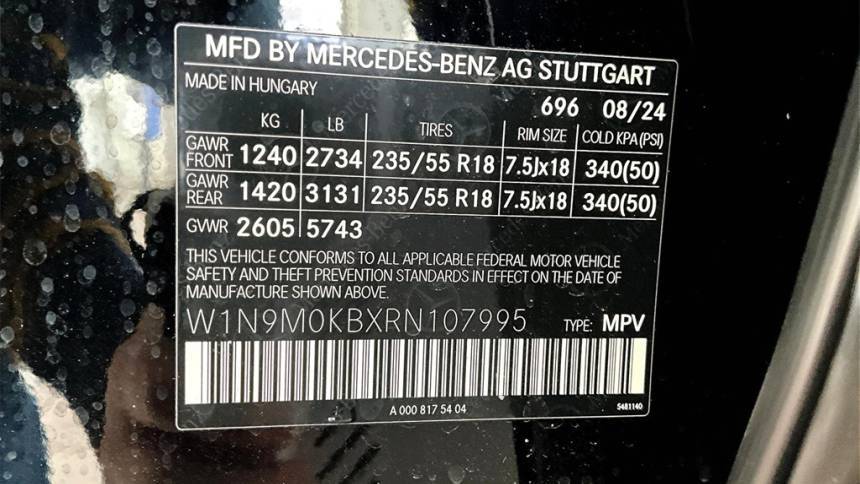 MFD BY MERCEDES-BENZ AG STUTTGART
MADE IN HUNGARY
696 08/24
KG LB TIRES RIM SIZE COLD KPA(PSI)
GAWR FRONT 1240 2734 235/55 R18 7.5Jx18 340(50)
GAWR REAR 1420 3131 235/55 R18 7.5Jx18 340(50)
GVWR 2605 5743
THIS VEHICLE CONFORMS TO ALL APPLICABLE FEDERAL MOTOR VEHICLE
SAFETY AND THEFT PREVENTION STANDARDS IN EFFECT ON THE DATE OF
MANUFACTURE SHOWN ABOVE.
W1N9M0KBXRN107995 TYPE: MPV
A 000 817 54 04 5481140